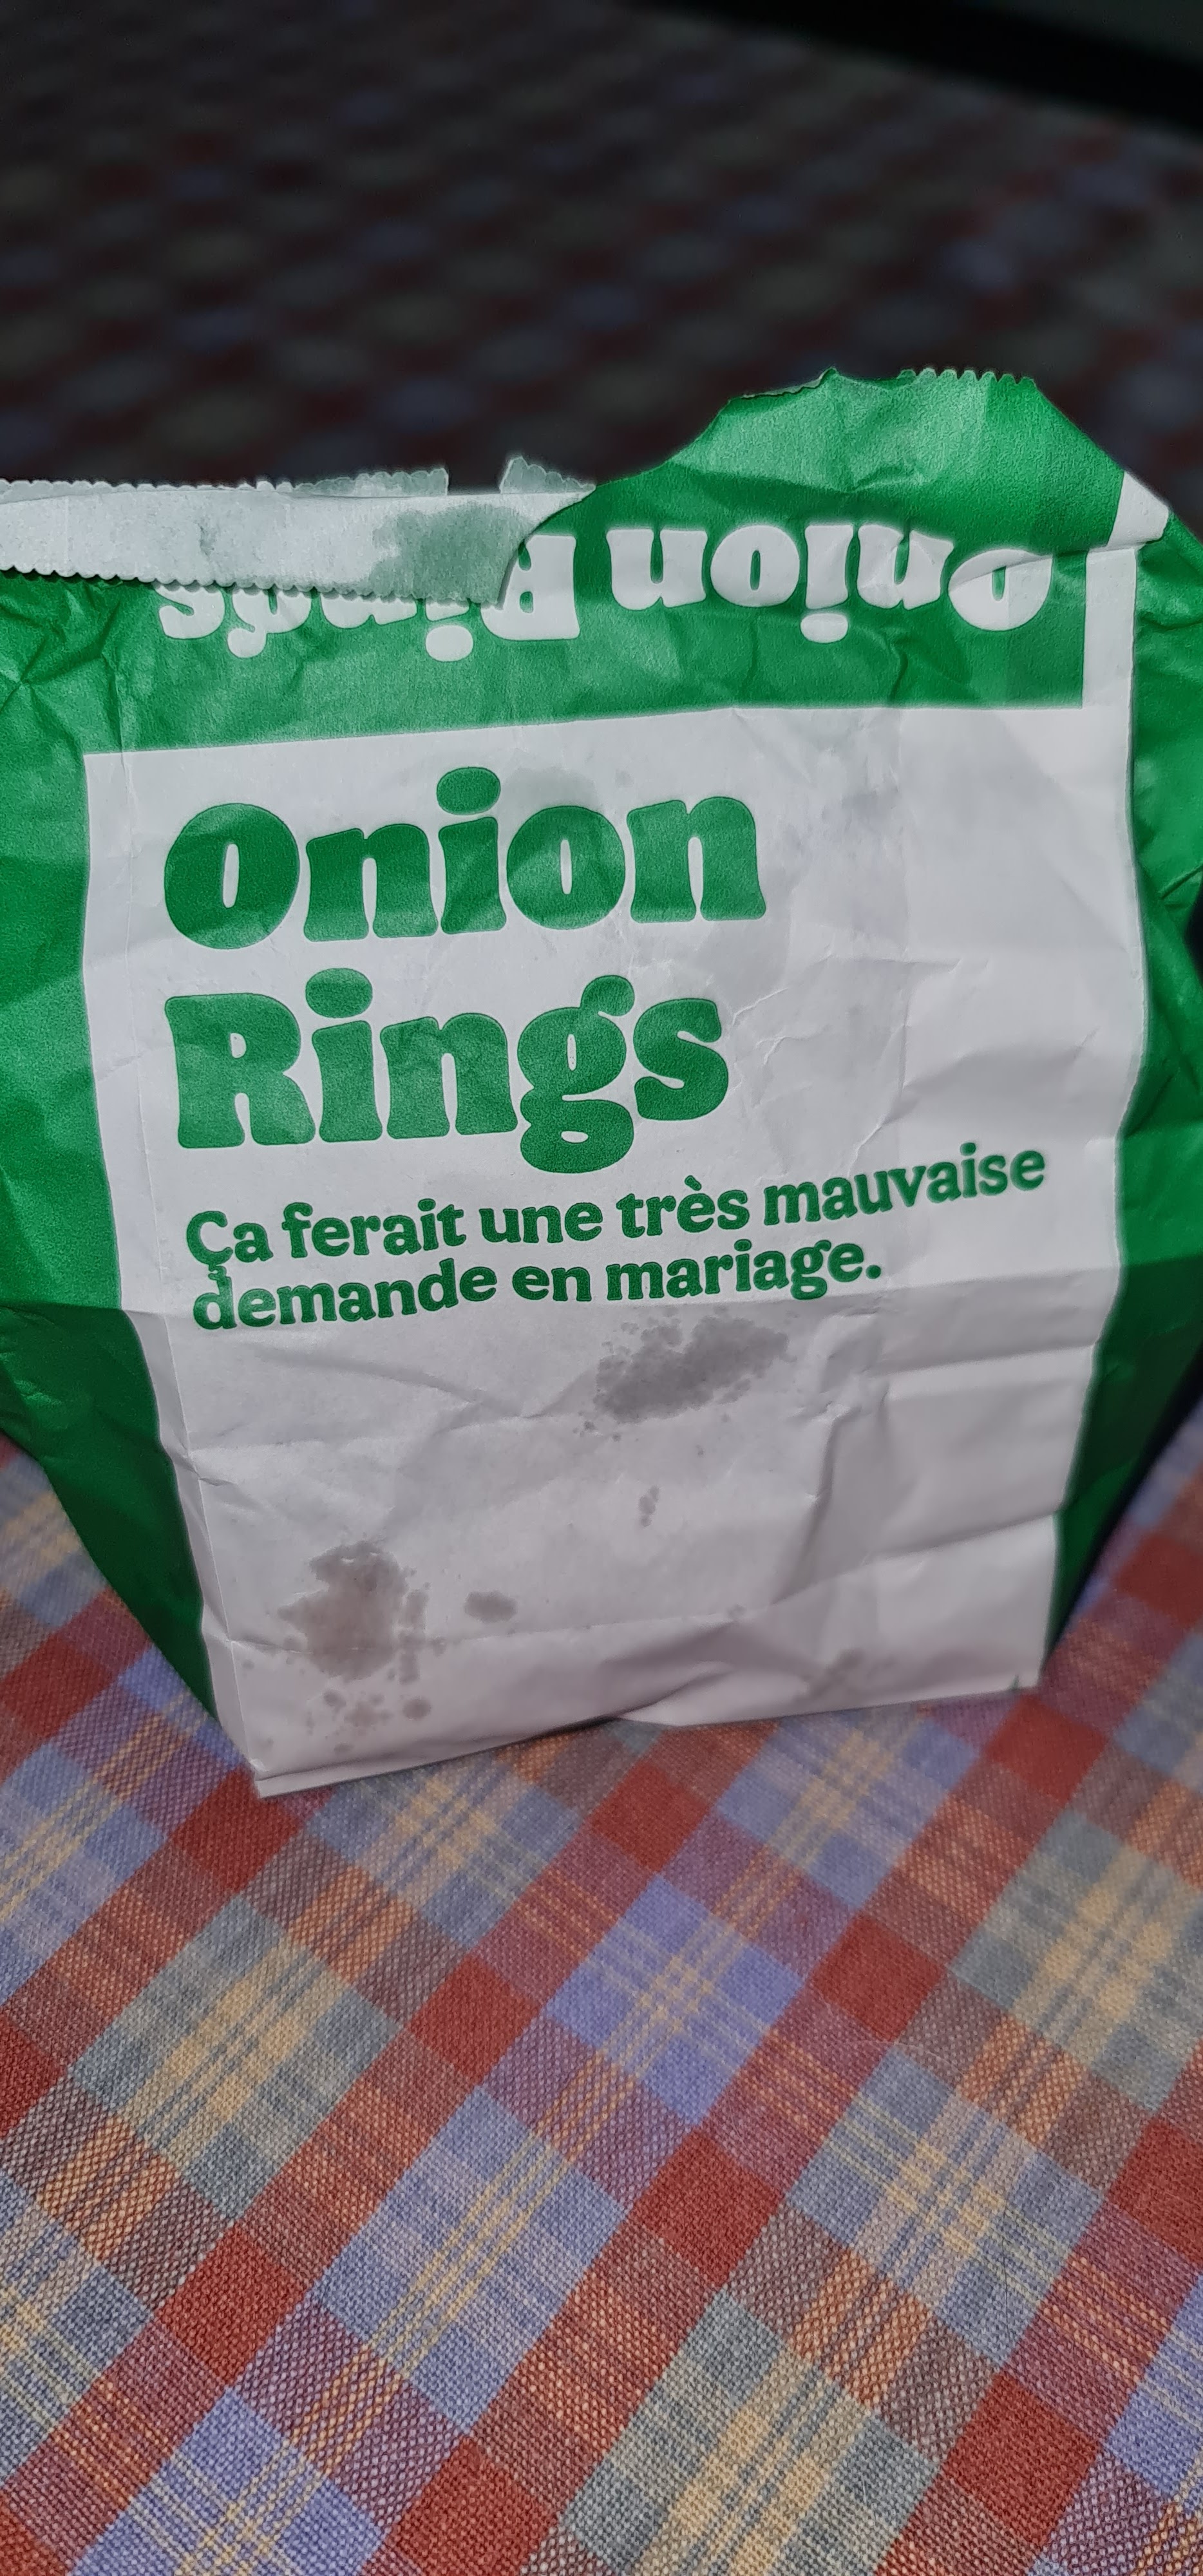 Onion Rings
Onion
Rings
Ça ferait une très mauvaise
demande en mariage.